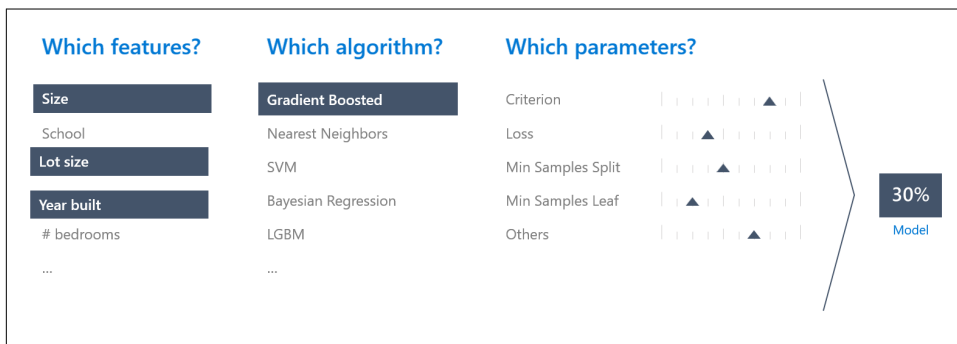 Which features?
Size
School
Lot size
Year built
# bedrooms
...
Which algorithm?
Gradient Boosted
Nearest Neighbors
SVM
Bayesian Regression
LGBM
...
Which parameters?
Criterion
Loss
Min Samples Split
Min Samples Leaf
Others
30%
Model